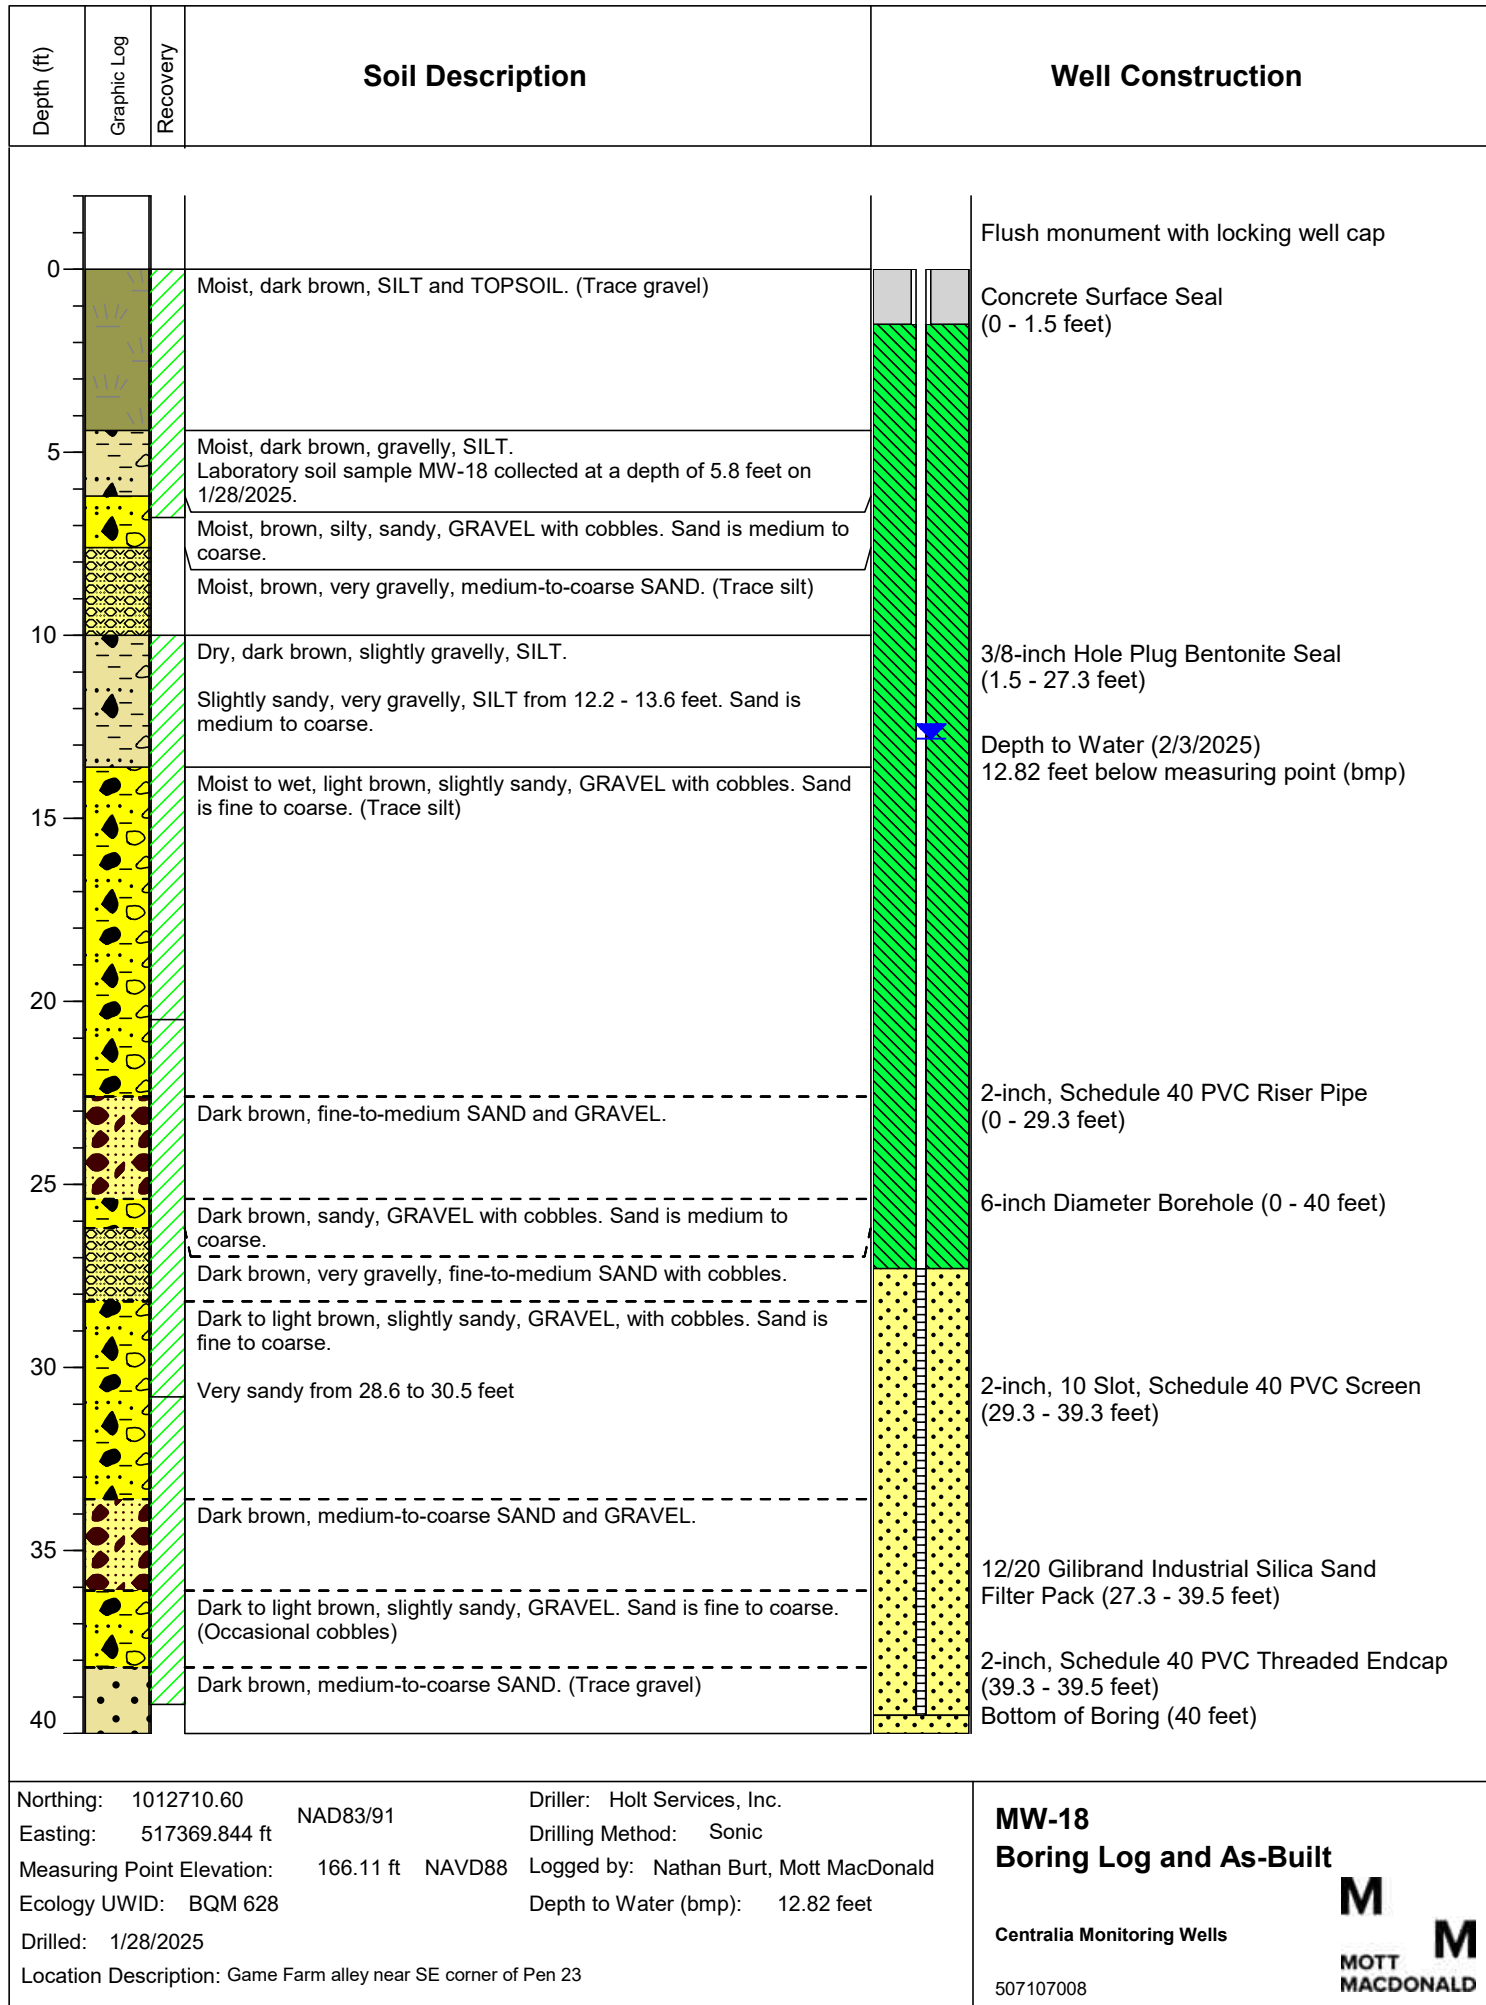 Depth (ft)
Graphic Log
Recovery
Soil Description
Well Construction
Flush monument with locking well cap
0
Moist, dark brown, SILT and TOPSOIL. (Trace gravel)
Concrete Surface Seal
(0 - 1.5 feet)
5
Moist, dark brown, gravelly, SILT.
Laboratory soil sample MW-18 collected at a depth of 5.8 feet on
1/28/2025.
Moist, brown, silty, sandy, GRAVEL with cobbles. Sand is medium to
coarse.
Moist, brown, very gravelly, medium-to-coarse SAND. (Trace silt)
10
Dry, dark brown, slightly gravelly, SILT.
3/8-inch Hole Plug Bentonite Seal
(1.5 - 27.3 feet)
Slightly sandy, very gravelly, SILT from 12.2 - 13.6 feet. Sand is
medium to coarse.
Depth to Water (2/3/2025)
12.82 feet below measuring point (bmp)
Moist to wet, light brown, slightly sandy, GRAVEL with cobbles. Sand
is fine to coarse. (Trace silt)
15
20
2-inch, Schedule 40 PVC Riser Pipe
(0 - 29.3 feet)
Dark brown, fine-to-medium SAND and GRAVEL.
25
6-inch Diameter Borehole (0 - 40 feet)
Dark brown, sandy, GRAVEL with cobbles. Sand is medium to
coarse.
Dark brown, very gravelly, fine-to-medium SAND with cobbles.
Dark to light brown, slightly sandy, GRAVEL, with cobbles. Sand is
fine to coarse.
30
Very sandy from 28.6 to 30.5 feet
2-inch, 10 Slot, Schedule 40 PVC Screen
(29.3 - 39.3 feet)
Dark brown, medium-to-coarse SAND and GRAVEL.
35
12/20 Gilibrand Industrial Silica Sand
Filter Pack (27.3 - 39.5 feet)
Dark to light brown, slightly sandy, GRAVEL. Sand is fine to coarse.
(Occasional cobbles)
2-inch, Schedule 40 PVC Threaded Endcap
(39.3 - 39.5 feet)
Dark brown, medium-to-coarse SAND. (Trace gravel)
40
Bottom of Boring (40 feet)
Northing: 1012710.60
NAD83/91
Easting: 517369.844 ft
Measuring Point Elevation: 166.11 ft NAVD88
Ecology UWID: BQM 628
Drilled: 1/28/2025
Location Description: Game Farm alley near SE corner of Pen 23
Driller: Holt Services, Inc.
Drilling Method: Sonic
Logged by: Nathan Burt, Mott MacDonald
Depth to Water (bmp): 12.82 feet
MW-18
Boring Log and As-Built
Centralia Monitoring Wells
507107008
M
M
MOTT
MACDONALD